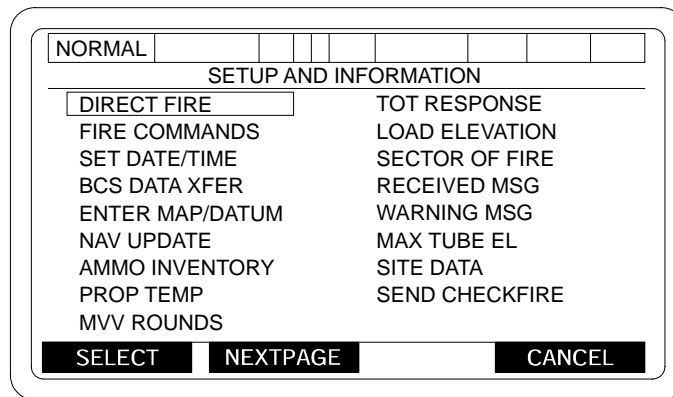 NORMAL
SETUP AND INFORMATION
DIRECT FIRE
FIRE COMMANDS
SET DATE/TIME
BCS DATA XFER
ENTER MAP/DATUM
NAV UPDATE
AMMO INVENTORY
PROP TEMP
MVV ROUNDS
TOT RESPONSE
LOAD ELEVATION
SECTOR OF FIRE
RECEIVED MSG
WARNING MSG
MAX TUBE EL
SITE DATA
SEND CHECKFIRE
SELECT NEXTPAGE CANCEL